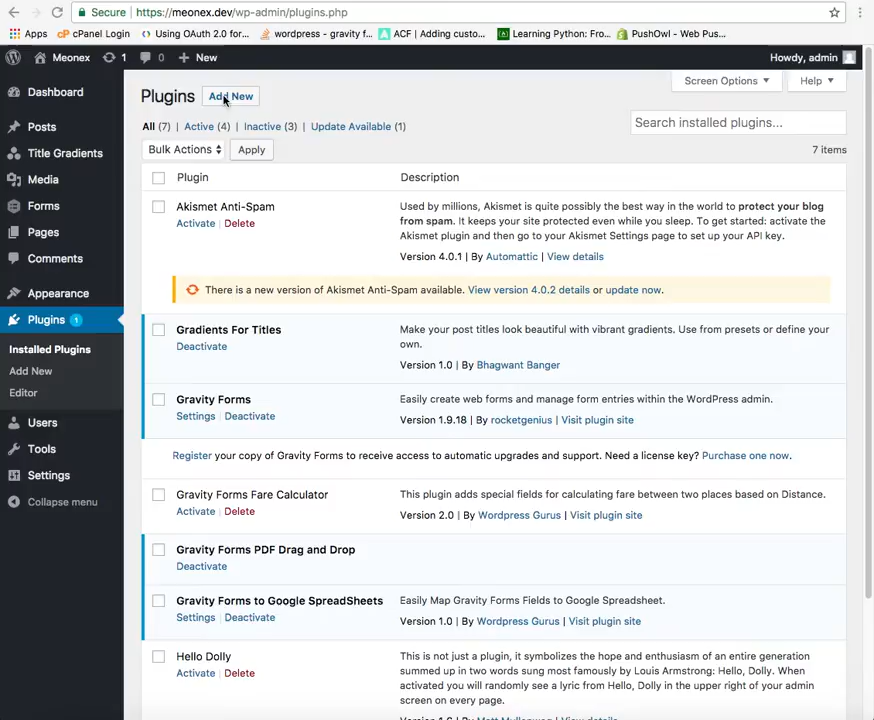 Secure | https://meonex.dev/wp-admin/plugins.php
Apps cPanel Login Using OAuth 2.0 for... wordpress - gravity f... ACF | Adding custo... Learning Python: Fro... PushOwl - Web Pus...
Meonex 1 0 New Howdy, admin
Screen Options Help
Dashboard
Posts
Title Gradients
Media
Forms
Pages
Comments
Appearance
Plugins 1
Installed Plugins
Add New
Editor
Users
Tools
Settings
Collapse menu
Plugins Add New
All (7) | Active (4) | Inactive (3) | Update Available (1)
Search installed plugins...
Bulk Actions Apply
7 items
Plugin Description
Akismet Anti-Spam
Activate | Delete
Used by millions, Akismet is quite possibly the best way in the world to protect your blog
from spam. It keeps your site protected even while you sleep. To get started: activate the
Akismet plugin and then go to your Akismet Settings page to set up your API key.
Version 4.0.1 | By Automattic | View details
There is a new version of Akismet Anti-Spam available. View version 4.0.2 details or update now.
Gradients For Titles
Deactivate
Make your post titles look beautiful with vibrant gradients. Use from presets or define your
own.
Version 1.0 | By Bhagwant Banger
Gravity Forms
Settings | Deactivate
Easily create web forms and manage form entries within the WordPress admin.
Version 1.9.18 | By rocketgenius | Visit plugin site
Register your copy of Gravity Forms to receive access to automatic upgrades and support. Need a license key? Purchase one now.
Gravity Forms Fare Calculator
Activate | Delete
This plugin adds special fields for calculating fare between two places based on Distance.
Version 2.0 | By Wordpress Gurus | Visit plugin site
Gravity Forms PDF Drag and Drop
Deactivate
Gravity Forms to Google SpreadSheets
Settings | Deactivate
Easily Map Gravity Forms Fields to Google Spreadsheet.
Version 1.0 | By Wordpress Gurus | Visit plugin site
Hello Dolly
Activate | Delete
This is not just a plugin, it symbolizes the hope and enthusiasm of an entire generation
summed up in two words sung most famously by Louis Armstrong: Hello, Dolly. When
activated you will randomly see a lyric from Hello, Dolly in the upper right of your admin
screen on every page.